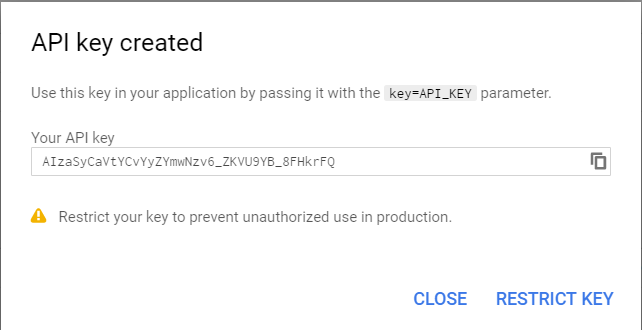 API key created
Use this key in your application by passing it with the key=API_KEY parameter.
Your API key
AIzaSyCaVtYCvYyZYmwNzv6_ZKVU9YB_8FHkrFQ
Restrict your key to prevent unauthorized use in production.
CLOSE RESTRICT KEY